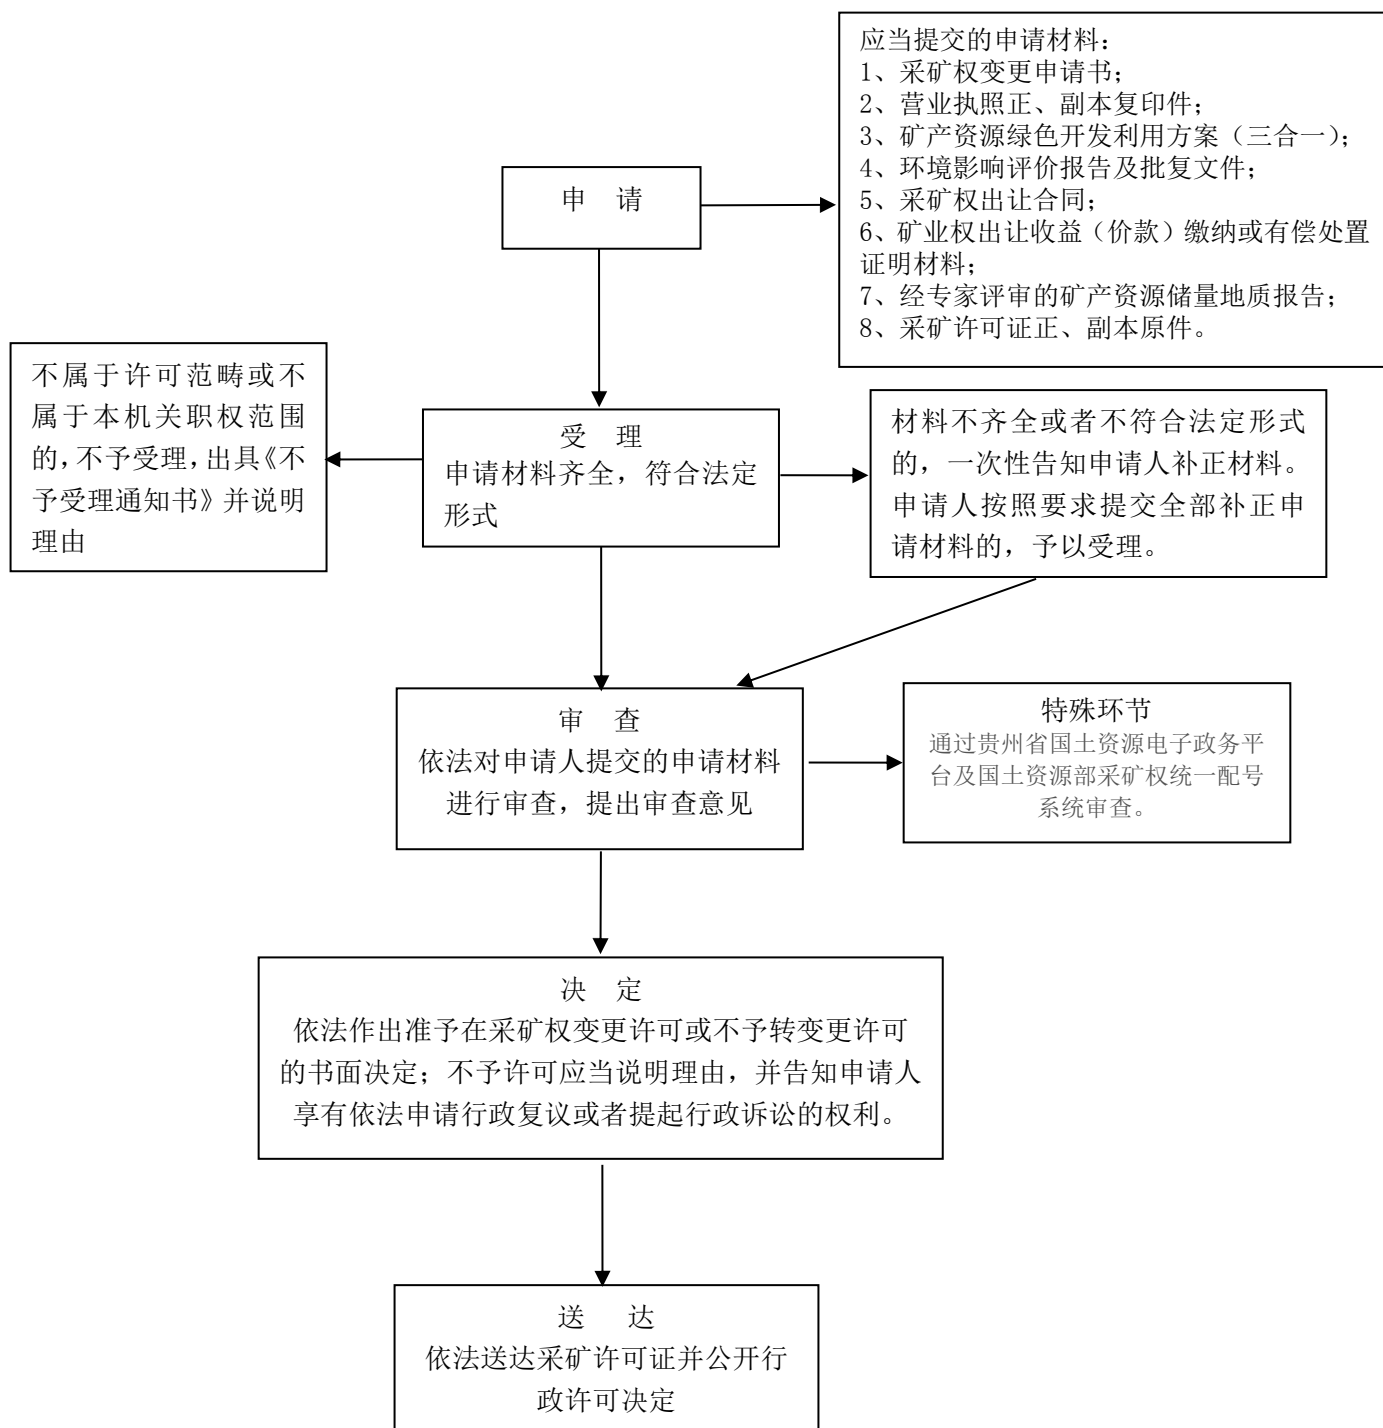 应当提交的申请材料：
1、采矿权变更申请书；
2、营业执照正、副本复印件；
3、矿产资源绿色开发利用方案（三合一）；
4、环境影响评价报告及批复文件；
5、采矿权出让合同；
6、矿业权出让收益（价款）缴纳或有偿处置
证明材料；
7、经专家评审的矿产资源储量地质报告；
8、采矿许可证正、副本原件。
申 请
不属于许可范畴或不
属于本机关职权范围
的，不予受理，出具《不
予受理通知书》并说明
理由
受 理
申请材料齐全，符合法定
形式
材料不齐全或者不符合法定形式
的，一次性告知申请人补正材料。
申请人按照要求提交全部补正申
请材料的，予以受理。
审 查
依法对申请人提交的申请材料
进行审查，提出审查意见
特殊环节
通过贵州省国土资源电子政务平
台及国土资源部采矿权统一配号
系统审查。
决 定
依法作出准予在采矿权变更许可或不予转变更许可
的书面决定；不予许可应当说明理由，并告知申请人
享有依法申请行政复议或者提起行政诉讼的权利。
送 达
依法送达采矿许可证并公开行
政许可决定